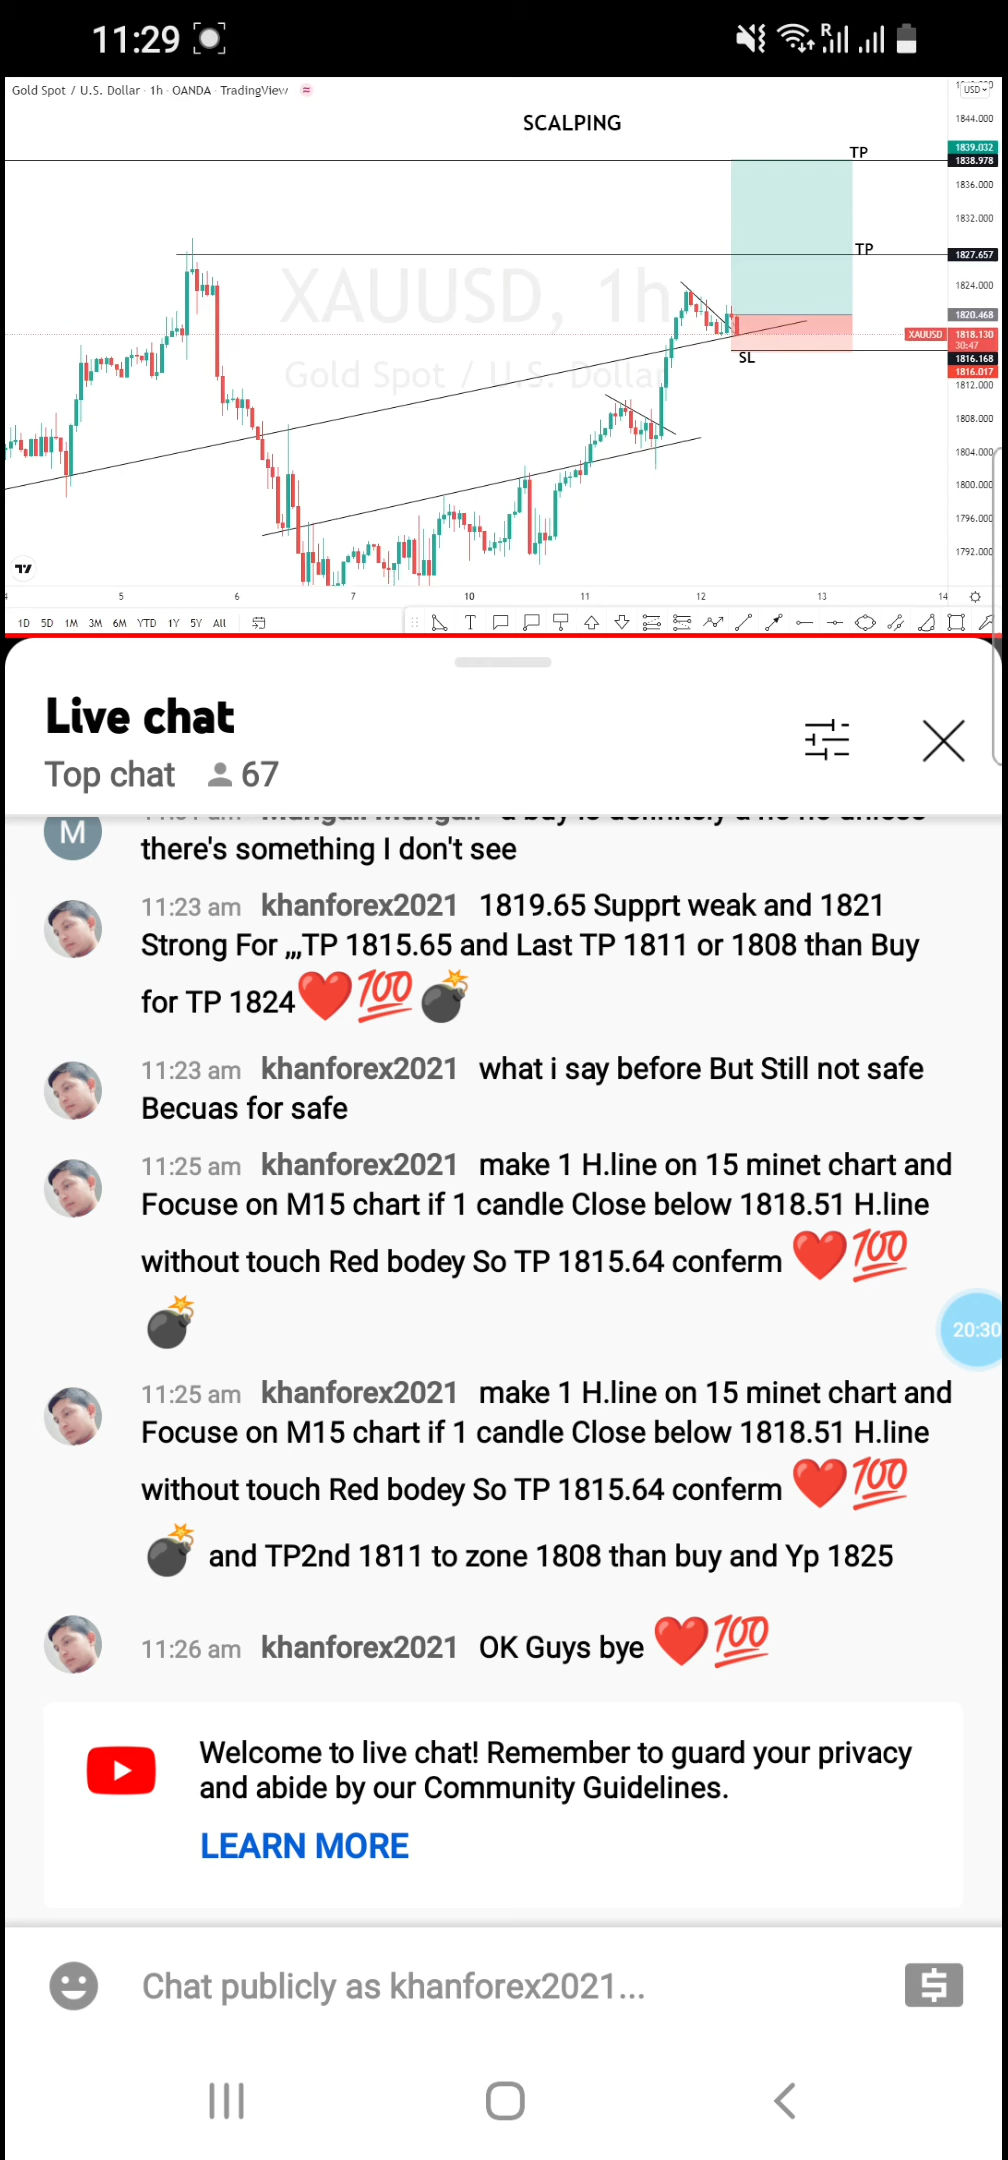 11:29
R
Gold Spot / U.S. Dollar · 1h · OANDA · TradingView
USD
SCALPING
1844.000
TP
1839.032
1838.978
1836.000
1832.000
TP
1827.657
XAUUSD, 1h
1824.000
1820.468
XAUUSD 1818.130
30:47
SL
1816.168
1816.017
Gold Spot / U.S. Dollar
1812.000
1808.000
1804.000
1800.000
1796.000
1792.000
5 6 7 10 11 12 13 14
1D 5D 1M 3M 6M YTD 1Y 5Y All
Live chat
Top chat 67
M
there's something I don't see
11:23 am khanforex2021 1819.65 Supprt weak and 1821
Strong For ,,,TP 1815.65 and Last TP 1811 or 1808 than Buy
for TP 1824❤️💯💣
11:23 am khanforex2021 what i say before But Still not safe
Becuas for safe
11:25 am khanforex2021 make 1 H.line on 15 minet chart and
Focuse on M15 chart if 1 candle Close below 1818.51 H.line
without touch Red bodey So TP 1815.64 conferm ❤️💯
💣
11:25 am khanforex2021 make 1 H.line on 15 minet chart and
Focuse on M15 chart if 1 candle Close below 1818.51 H.line
without touch Red bodey So TP 1815.64 conferm ❤️💯
💣 and TP2nd 1811 to zone 1808 than buy and Yp 1825
11:26 am khanforex2021 OK Guys bye ❤️💯
20:30
Welcome to live chat! Remember to guard your privacy
and abide by our Community Guidelines.
LEARN MORE
Chat publicly as khanforex2021...